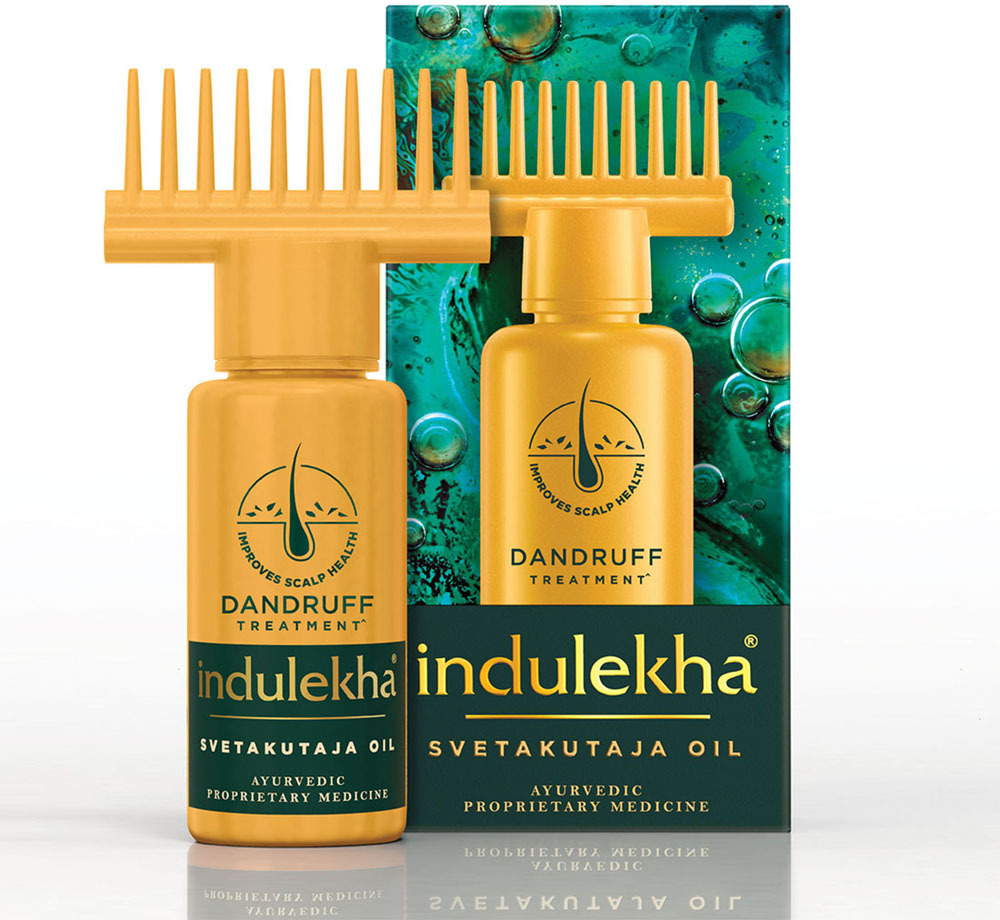 IMPROVES SCALP HEALTH
DANDRUFF
TREATMENT^
indulekha®
SVETAKUTAJA OIL
AYURVEDIC
PROPRIETARY MEDICINE
IMPROVES SCALP HEALTH
DANDRUFF
TREATMENT^
indulekha®
SVETAKUTAJA OIL
AYURVEDIC
PROPRIETARY MEDICINE